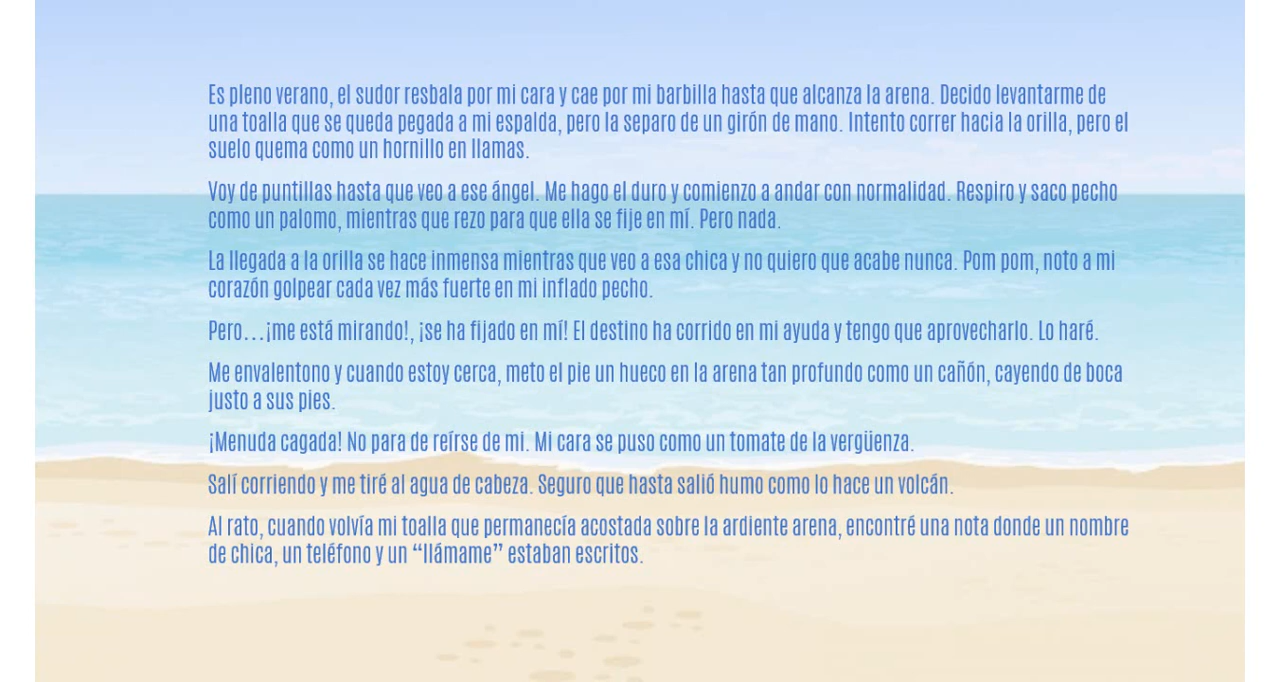 Es pleno verano, el sudor resbala por mi cara y cae por mi barbilla hasta que alcanza la arena. Decido levantarme de
una toalla que se queda pegada a mi espalda, pero la separo de un girón de mano. Intento correr hacia la orilla, pero el
suelo quema como un hornillo en llamas.
Voy de puntillas hasta que veo a ese ángel. Me hago el duro y comienzo a andar con normalidad. Respiro y saco pecho
como un palomo, mientras que rezo para que ella se fije en mí. Pero nada.
La llegada a la orilla se hace inmensa mientras que veo a esa chica y no quiero que acabe nunca. Pom pom, noto a mi
corazón golpear cada vez más fuerte en mi inflado pecho.
Pero...¡me está mirando!, ¡se ha fijado en mí! El destino ha corrido en mi ayuda y tengo que aprovecharlo. Lo haré.
Me envalentono y cuando estoy cerca, meto el pie un hueco en la arena tan profundo como un cañón, cayendo de boca
justo a sus pies.
¡Menuda cagada! No para de reírse de mi. Mi cara se puso como un tomate de la vergüenza.
Salí corriendo y me tiré al agua de cabeza. Seguro que hasta salió humo como lo hace un volcán.
Al rato, cuando volvía mi toalla que permanecía acostada sobre la ardiente arena, encontré una nota donde un nombre
de chica, un teléfono y un “llámame” estaban escritos.